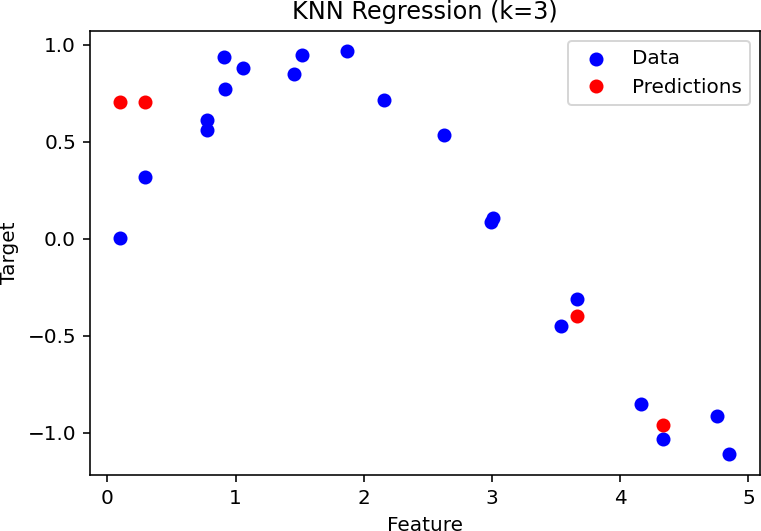 KNN Regression (k=3)
Data
Predictions
1.0
0.5
0.0
−0.5
−1.0
Target
0
1
2
3
4
5
Feature